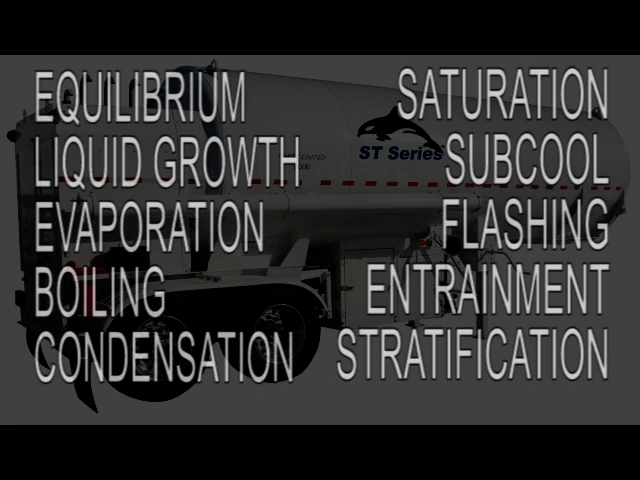 EQUILIBRIUM
LIQUID GROWTH
EVAPORATION
BOILING
CONDENSATION
SATURATION
SUBCOOL
FLASHING
ENTRAINMENT
STRATIFICATION
ST Series